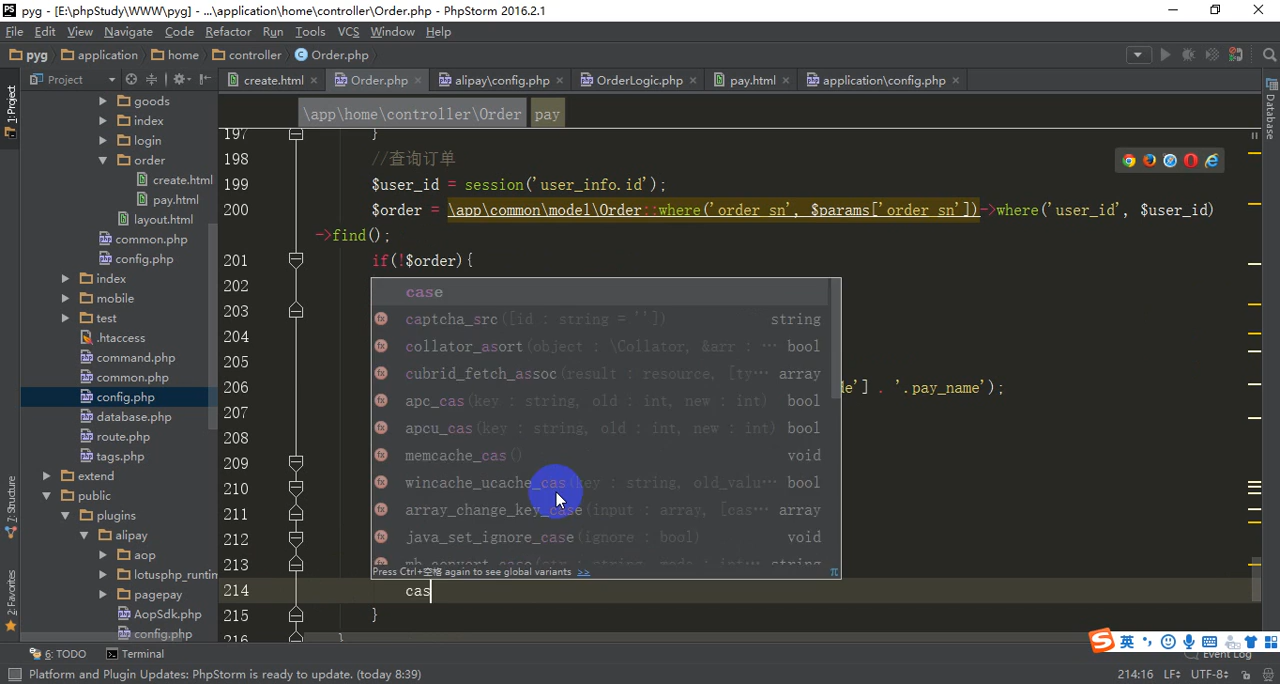 pyg - [E:\phpStudy\WWW\pyg] - ...\application\home\controller\Order.php - PhpStorm 2016.2.1
File Edit View Navigate Code Refactor Run Tools VCS Window Help
pyg application home controller Order.php
Project create.html Order.php alipay\config.php OrderLogic.php pay.html application\config.php
1: Project
7: Structure
2: Favorites
Database
goods
index
login
order
create.html
pay.html
layout.html
common.php
config.php
index
mobile
test
.htaccess
command.php
common.php
config.php
database.php
route.php
tags.php
extend
public
plugins
alipay
aop
lotusphp_runtim
pagepay
AopSdk.php
config.php
\app\home\controller\Order pay
197 }
198 //查询订单
199 $user_id = session('user_info.id');
200 $order = \app\common\model\Order::where('order_sn', $params['order_sn'])->where('user_id', $user_id)
->find();
201 if(!$order){
202
203
204
205
206 de'] . '.pay_name');
207
208
209
210
211
212
213
214 cas
215 }
216 }
case
captcha_src([id : string = '']) string
collator_asort(object : \Collator, &arr : ... bool
cubrid_fetch_assoc(result : resource, [ty... array
apc_cas(key : string, old : int, new : int) bool
apcu_cas(key : string, old : int, new : int) bool
memcache_cas() void
wincache_ucache_cas(key : string, old_valu... bool
array_change_key_case(input : array, [cas... array
java_set_ignore_case(ignore : bool) void
Press Ctrl+空格 again to see global variants >> π
6: TODO Terminal Event Log
英
Platform and Plugin Updates: PhpStorm is ready to update. (today 8:39) 214:16 LF÷ UTF-8÷